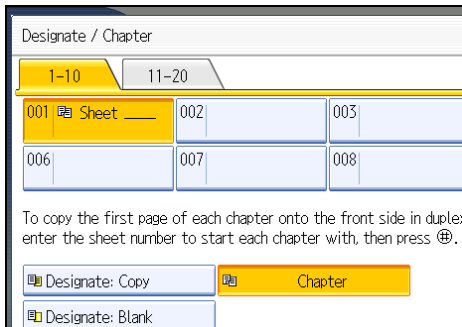 Designate / Chapter
1-10 11-20
001 Sheet ____ 002 003
006 007 008
To copy the first page of each chapter onto the front side in duple
enter the sheet number to start each chapter with, then press ⊕.
Designate: Copy Chapter
Designate: Blank